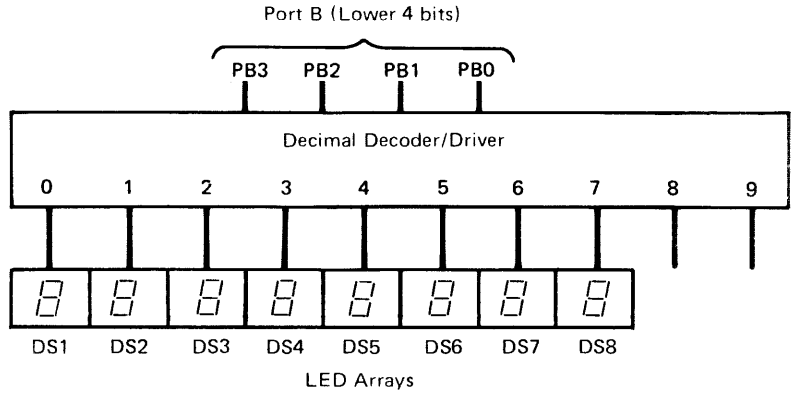 Port B (Lower 4 bits)
PB3 PB2 PB1 PB0
Decimal Decoder/Driver
0 1 2 3 4 5 6 7 8 9
DS1 DS2 DS3 DS4 DS5 DS6 DS7 DS8
LED Arrays